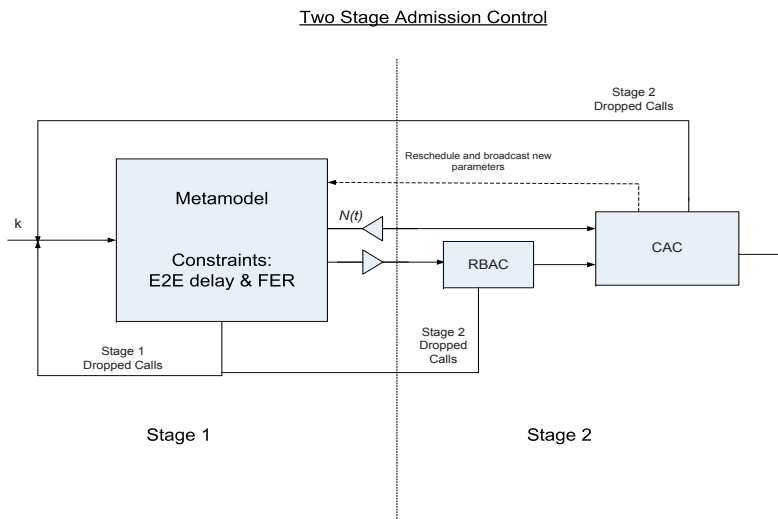 Two Stage Admission Control
Stage 2
Dropped Calls
Reschedule and broadcast new
parameters
Metamodel
N(t)
k
CAC
Constraints:
E2E delay & FER
RBAC
Stage 2
Dropped
Calls
Stage 1
Dropped Calls
Stage 1
Stage 2